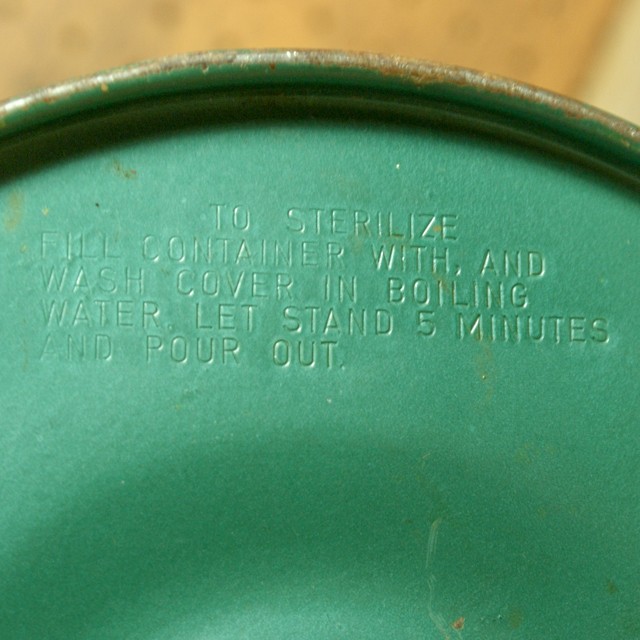 TO STERILIZE
FILL CONTAINER WITH, AND
WASH COVER IN BOILING
WATER. LET STAND 5 MINUTES
AND POUR OUT.